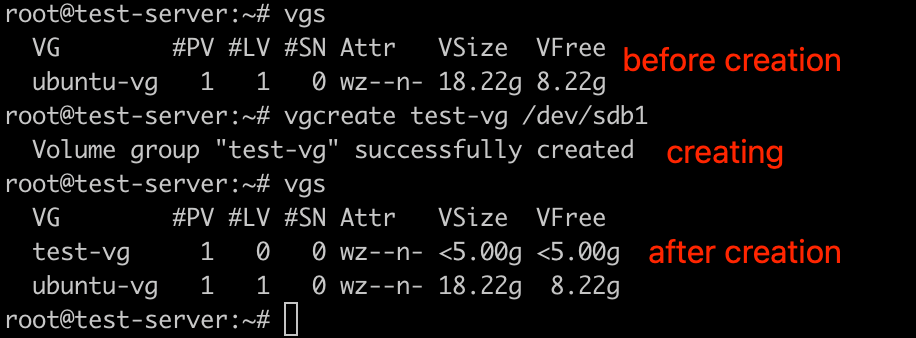 root@test-server:~# vgs
VG #PV #LV #SN Attr VSize VFree
ubuntu-vg 1 1 0 wz--n- 18.22g 8.22g before creation
root@test-server:~# vgcreate test-vg /dev/sdb1
Volume group "test-vg" successfully created creating
root@test-server:~# vgs
VG #PV #LV #SN Attr VSize VFree
test-vg 1 0 0 wz--n- <5.00g <5.00g after creation
ubuntu-vg 1 1 0 wz--n- 18.22g 8.22g
root@test-server:~#